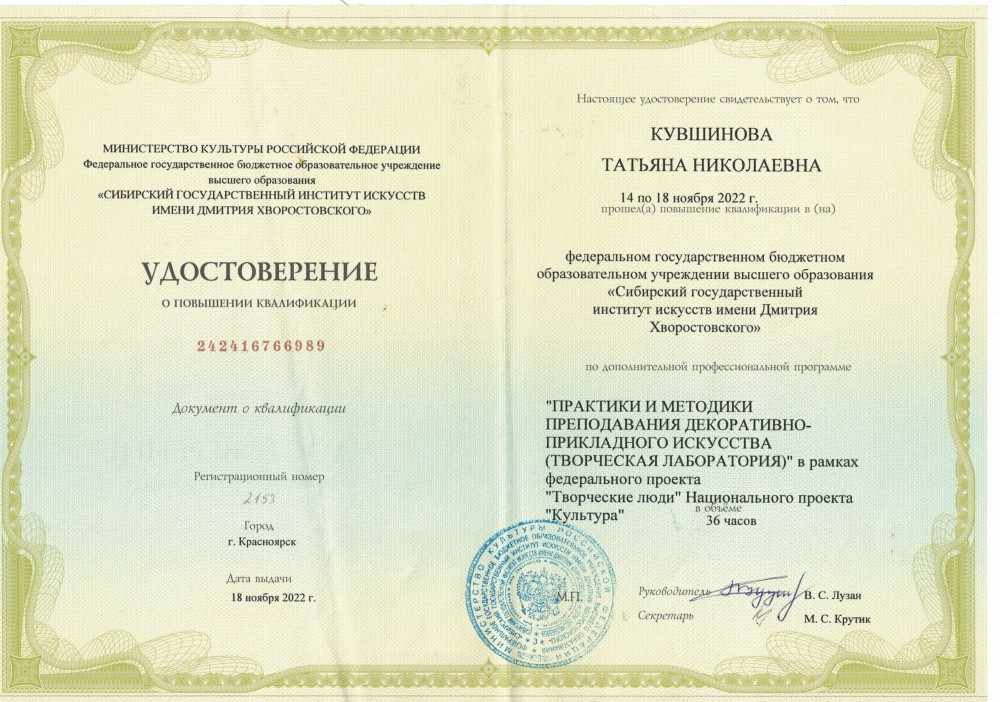 МИНИСТЕРСТВО КУЛЬТУРЫ РОССИЙСКОЙ ФЕДЕРАЦИИ
Федеральное государственное бюджетное образовательное учреждение
высшего образования
«СИБИРСКИЙ ГОСУДАРСТВЕННЫЙ ИНСТИТУТ ИСКУССТВ
ИМЕНИ ДМИТРИЯ ХВОРОСТОВСКОГО»
УДОСТОВЕРЕНИЕ
О ПОВЫШЕНИИ КВАЛИФИКАЦИИ
242416766989
Документ о квалификации
Регистрационный номер
2153
Город
г. Красноярск
Дата выдачи
18 ноября 2022 г.
Настоящее удостоверение свидетельствует о том, что
КУВШИНОВА
ТАТЬЯНА НИКОЛАЕВНА
14 по 18 ноября 2022 г.
прошел(а) повышение квалификации в (на)
федеральном государственном бюджетном
образовательном учреждении высшего образования
«Сибирский государственный
институт искусств имени Дмитрия
Хворостовского»
по дополнительной профессиональной программе
"ПРАКТИКИ И МЕТОДИКИ
ПРЕПОДАВАНИЯ ДЕКОРАТИВНО-
ПРИКЛАДНОГО ИСКУССТВА
(ТВОРЧЕСКАЯ ЛАБОРАТОРИЯ)" в рамках
федерального проекта
"Творческие люди" Национального проекта
"Культура"
в объеме
36 часов
МИНИСТЕРСТВО КУЛЬТУРЫ РОССИЙСКОЙ ФЕДЕРАЦИИ
М.П.
Руководитель В. С. Лузан
Секретарь М. С. Крутик